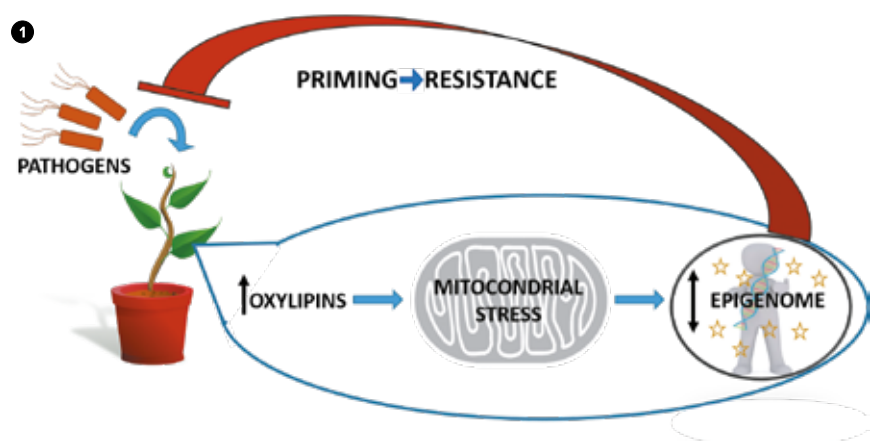 1
PRIMING RESISTANCE
PATHOGENS
OXYLIPINS
MITOCONDRIAL
STRESS
EPIGENOME